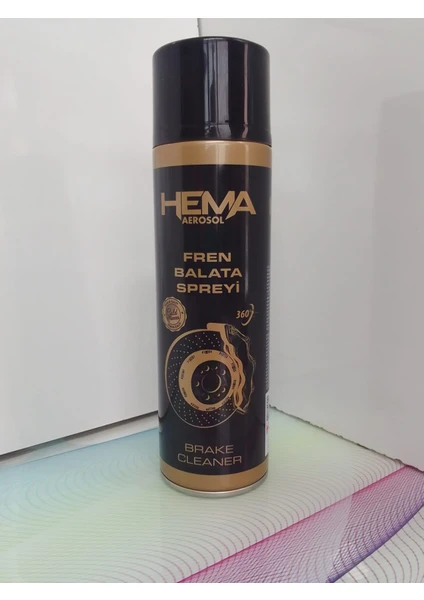 HEMA
AEROSOL
FREN
BALATA
SPREYİ
360°
BRAKE
CLEANER